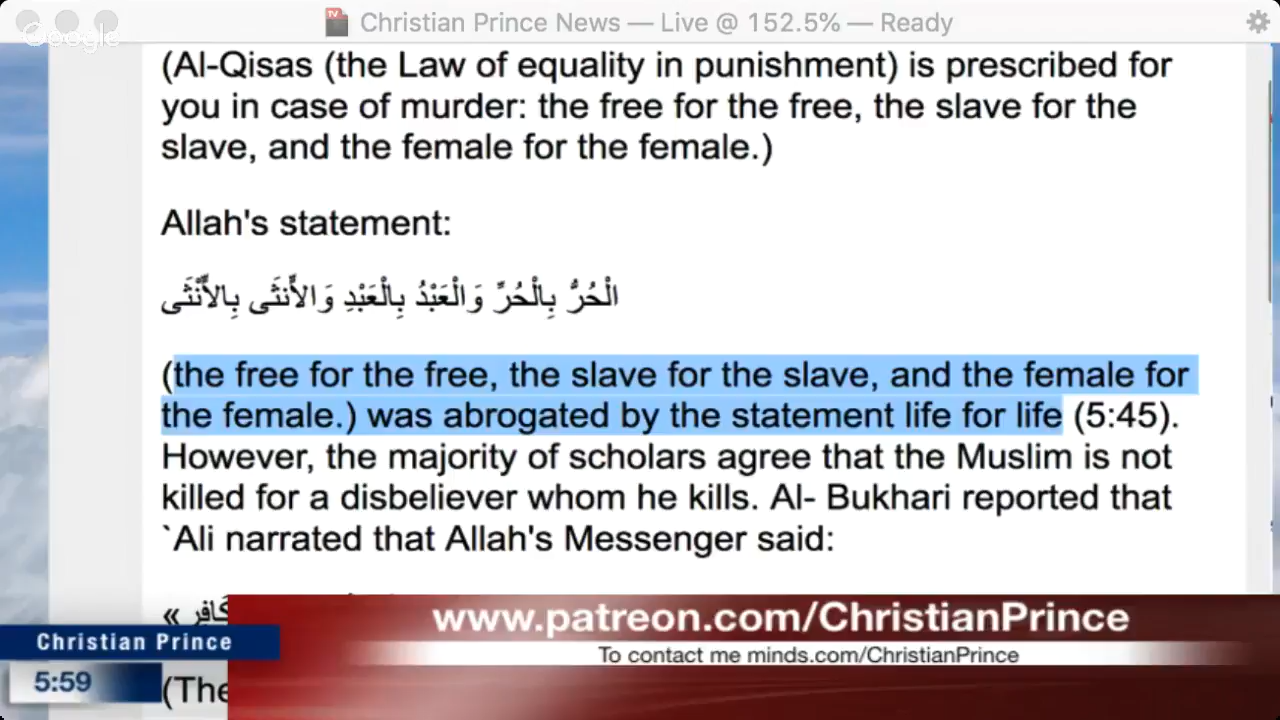 Christian Prince News — Live @ 152.5% — Ready
Google
(Al-Qisas (the Law of equality in punishment) is prescribed for
you in case of murder: the free for the free, the slave for the
slave, and the female for the female.)
Allah's statement:
الْحُرُّ بِالْحُرِّ وَالْعَبْدُ بِالْعَبْدِ وَالاٍّنثَى بِالاٍّنْثَى
(the free for the free, the slave for the slave, and the female for
the female.) was abrogated by the statement life for life (5:45).
However, the majority of scholars agree that the Muslim is not
killed for a disbeliever whom he kills. Al- Bukhari reported that
`Ali narrated that Allah's Messenger said:
كَافِر »
www.patreon.com/ChristianPrince
Christian Prince
To contact me minds.com/ChristianPrince
5:59
(The